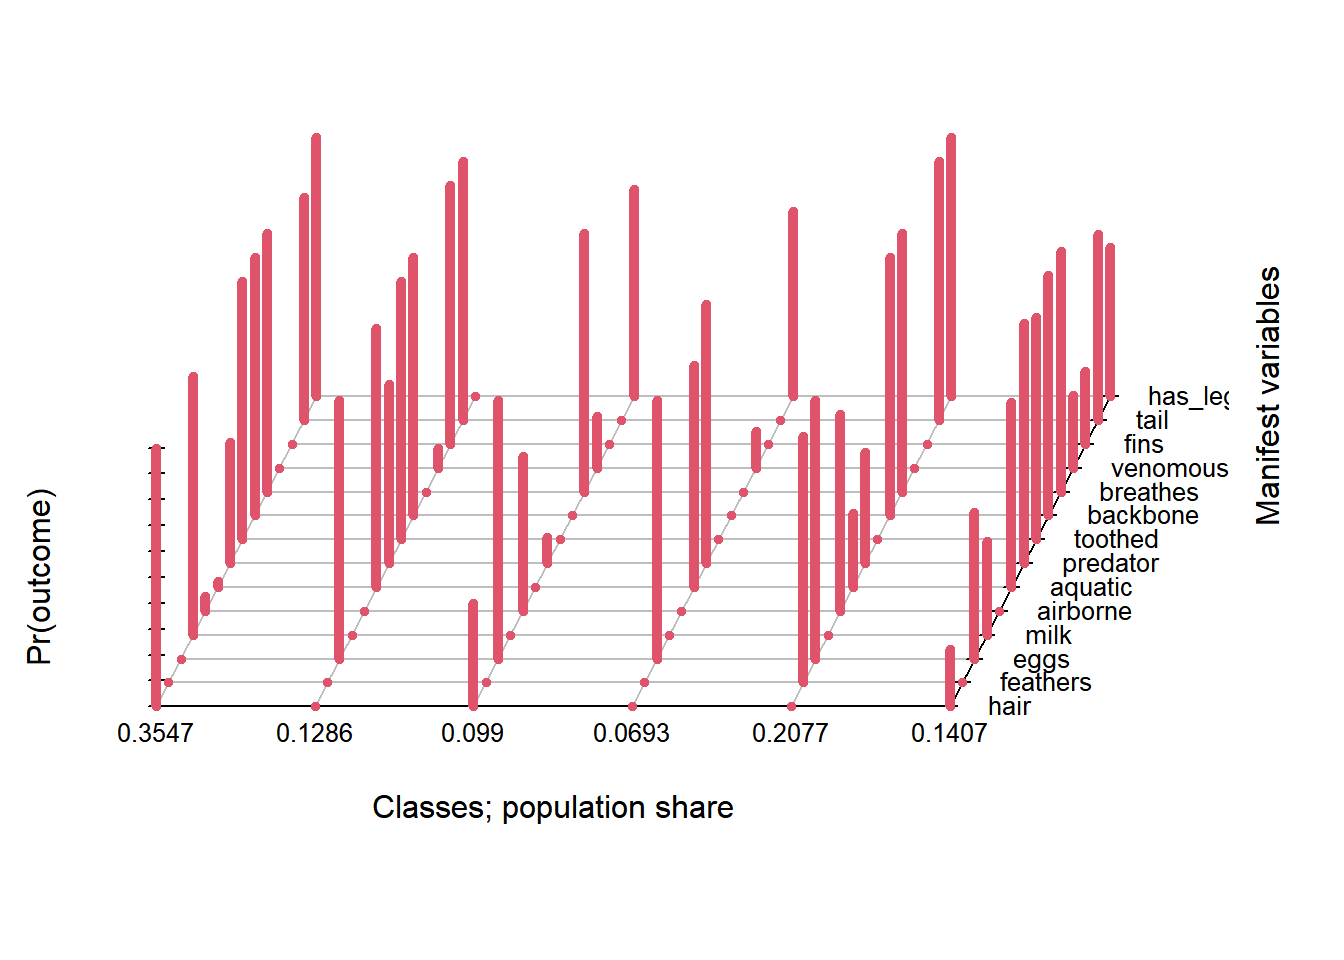 has_leg
tail
fins
venomous
breathes
backbone
toothed
predator
aquatic
airborne
milk
eggs
feathers
hair
Manifest variables
Pr(outcome)
0.3547 0.1286 0.099 0.0693 0.2077 0.1407
Classes; population share